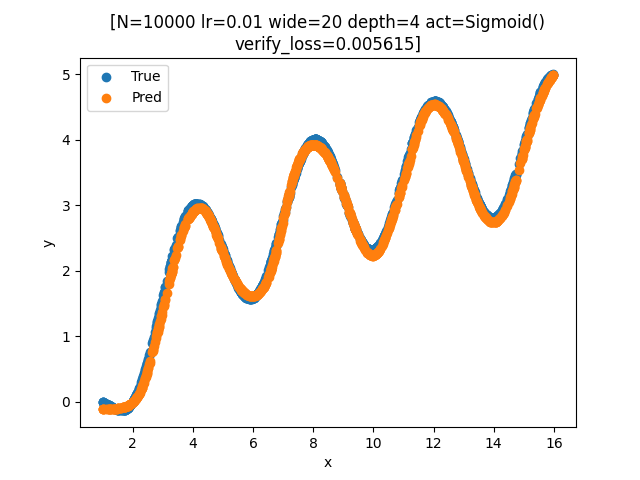 [N=10000 lr=0.01 wide=20 depth=4 act=Sigmoid()
verify_loss=0.005615]
True
Pred
5
4
3
2
1
0
y
2 4 6 8 10 12 14 16
x